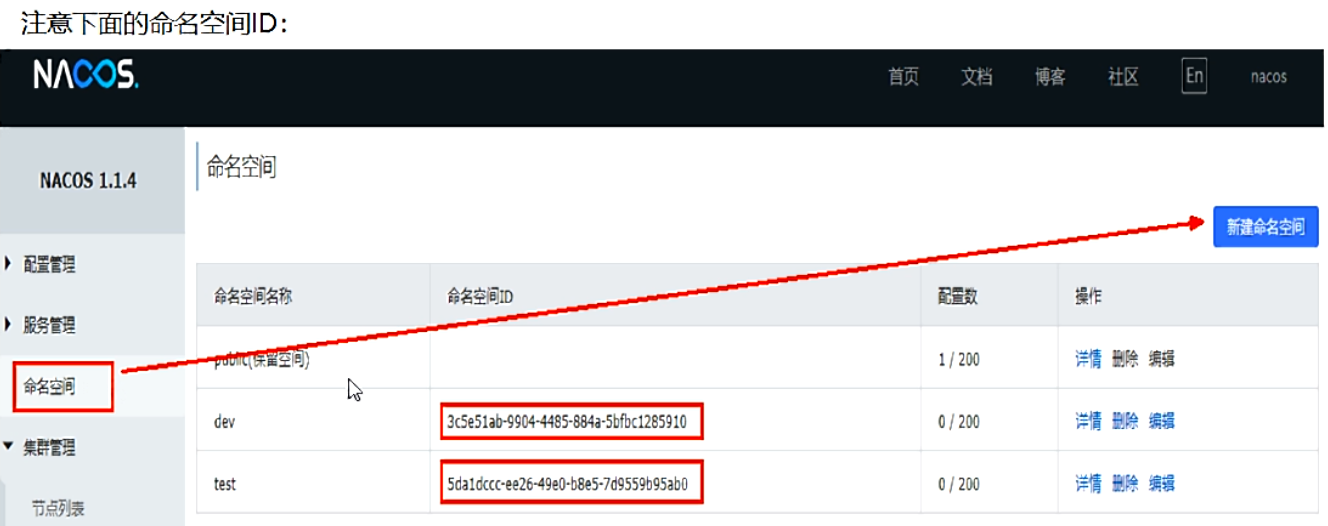 注意下面的命名空间ID：
NACOS.
首页 文档 博客 社区 En nacos
NACOS 1.1.4
命名空间
新建命名空间
配置管理
服务管理
命名空间
集群管理
节点列表
命名空间名称 命名空间ID 配置数 操作
public(保留空间) 1 / 200 详情 删除 编辑
dev 3c5e51ab-9904-4485-884a-5bfbc1285910 0 / 200 详情 删除 编辑
test 5da1dccc-ee26-49e0-b8e5-7d9559b95ab0 0 / 200 详情 删除 编辑